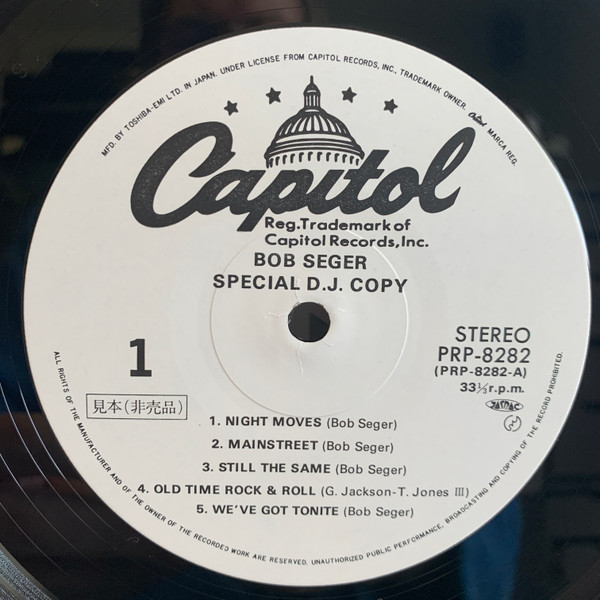 MFD. BY TOSHIBA-EMI LTD. IN JAPAN. UNDER LICENSE FROM CAPITOL RECORDS, INC., TRADEMARK OWNER. Capitol MARCA REG.
Capitol
Reg.Trademark of
Capitol Records,Inc.
BOB SEGER
SPECIAL D.J. COPY
1
見本(非売品)
STEREO
PRP-8282
(PRP-8282-A)
33⅓r.p.m.
JASRAC
1. NIGHT MOVES (Bob Seger)
2. MAINSTREET (Bob Seger)
3. STILL THE SAME (Bob Seger)
4. OLD TIME ROCK & ROLL (G. Jackson-T. Jones III)
5. WE'VE GOT TONITE (Bob Seger)
ALL RIGHTS OF THE MANUFACTURER AND OF THE OWNER OF THE RECORDED WORK ARE RESERVED. UNAUTHORIZED PUBLIC PERFORMANCE, BROADCASTING AND COPYING OF THE RECORD PROHIBITED.